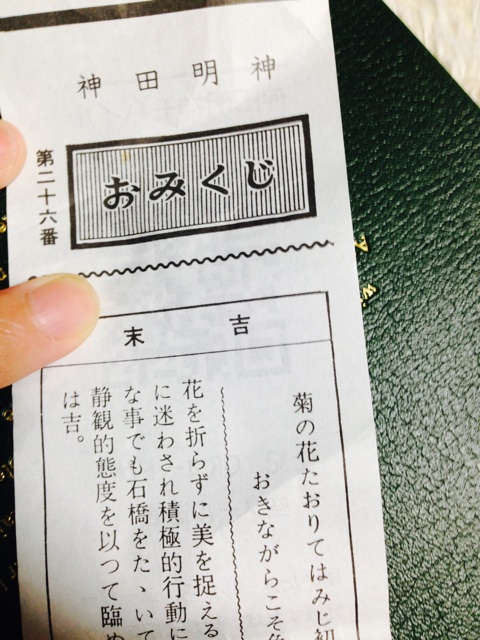 神田明神
おみくじ
第二十六番
末吉
菊の花たおりてはみじ初
おきながらこそ
花を折らずに美を捉える
に迷わされ積極的行動に
な事でも石橋をたゝいて
静観的態度を以つて臨
は吉。